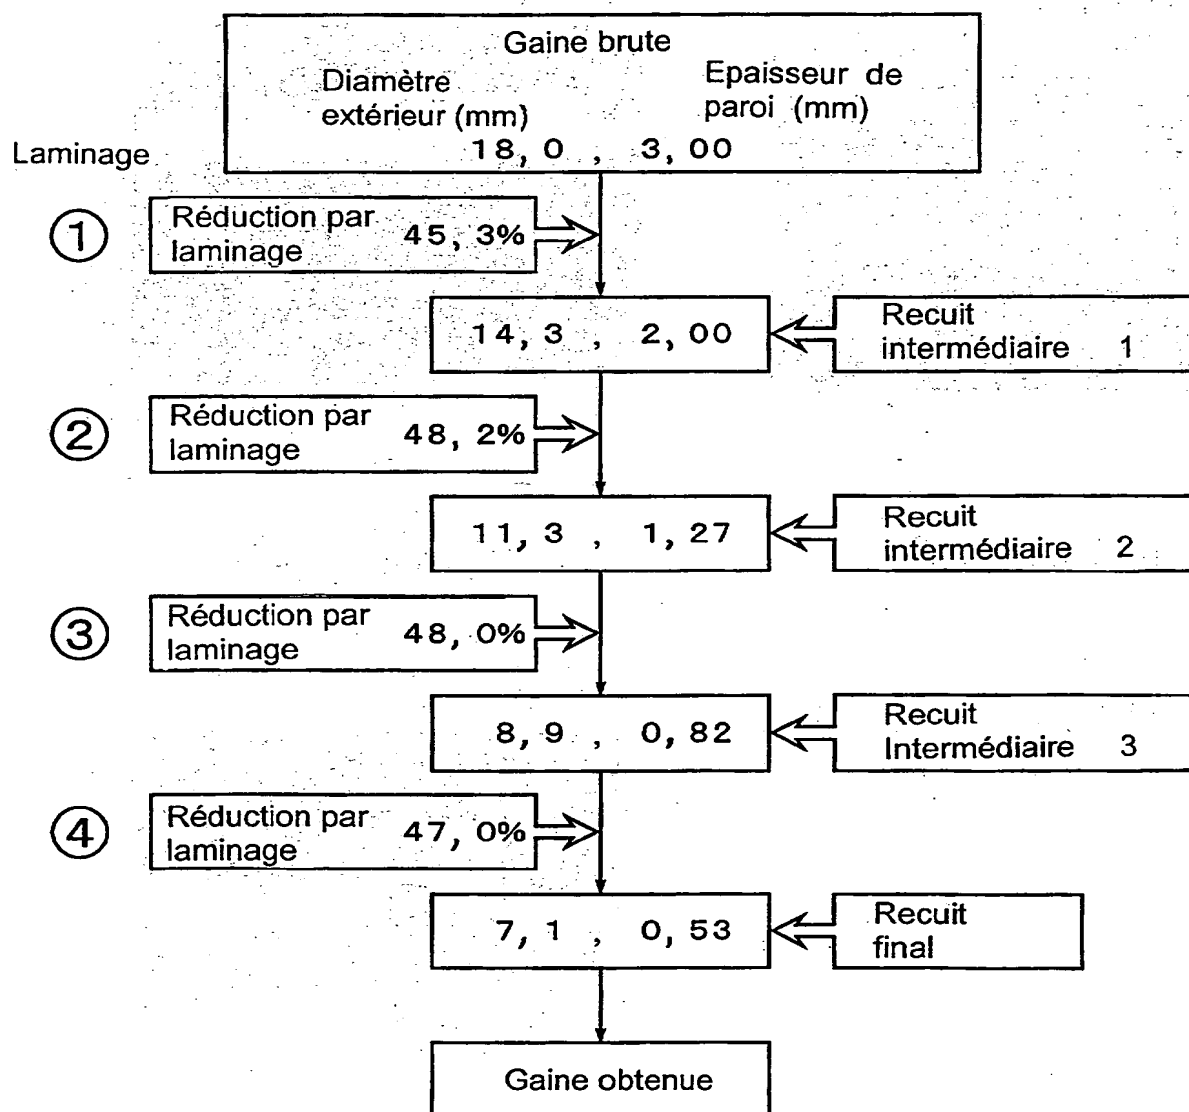 Gaine brute
Diamètre
extérieur (mm)
Epaisseur de
paroi (mm)
18,0 , 3,00
Laminage
①
Réduction par
laminage
45,3%
14,3 , 2,00
Recuit
intermédiaire 1
②
Réduction par
laminage
48,2%
11,3 , 1,27
Recuit
intermédiaire 2
③
Réduction par
laminage
48,0%
8,9 , 0,82
Recuit
Intermédiaire 3
④
Réduction par
laminage
47,0%
7,1 , 0,53
Recuit
final
Gaine obtenue